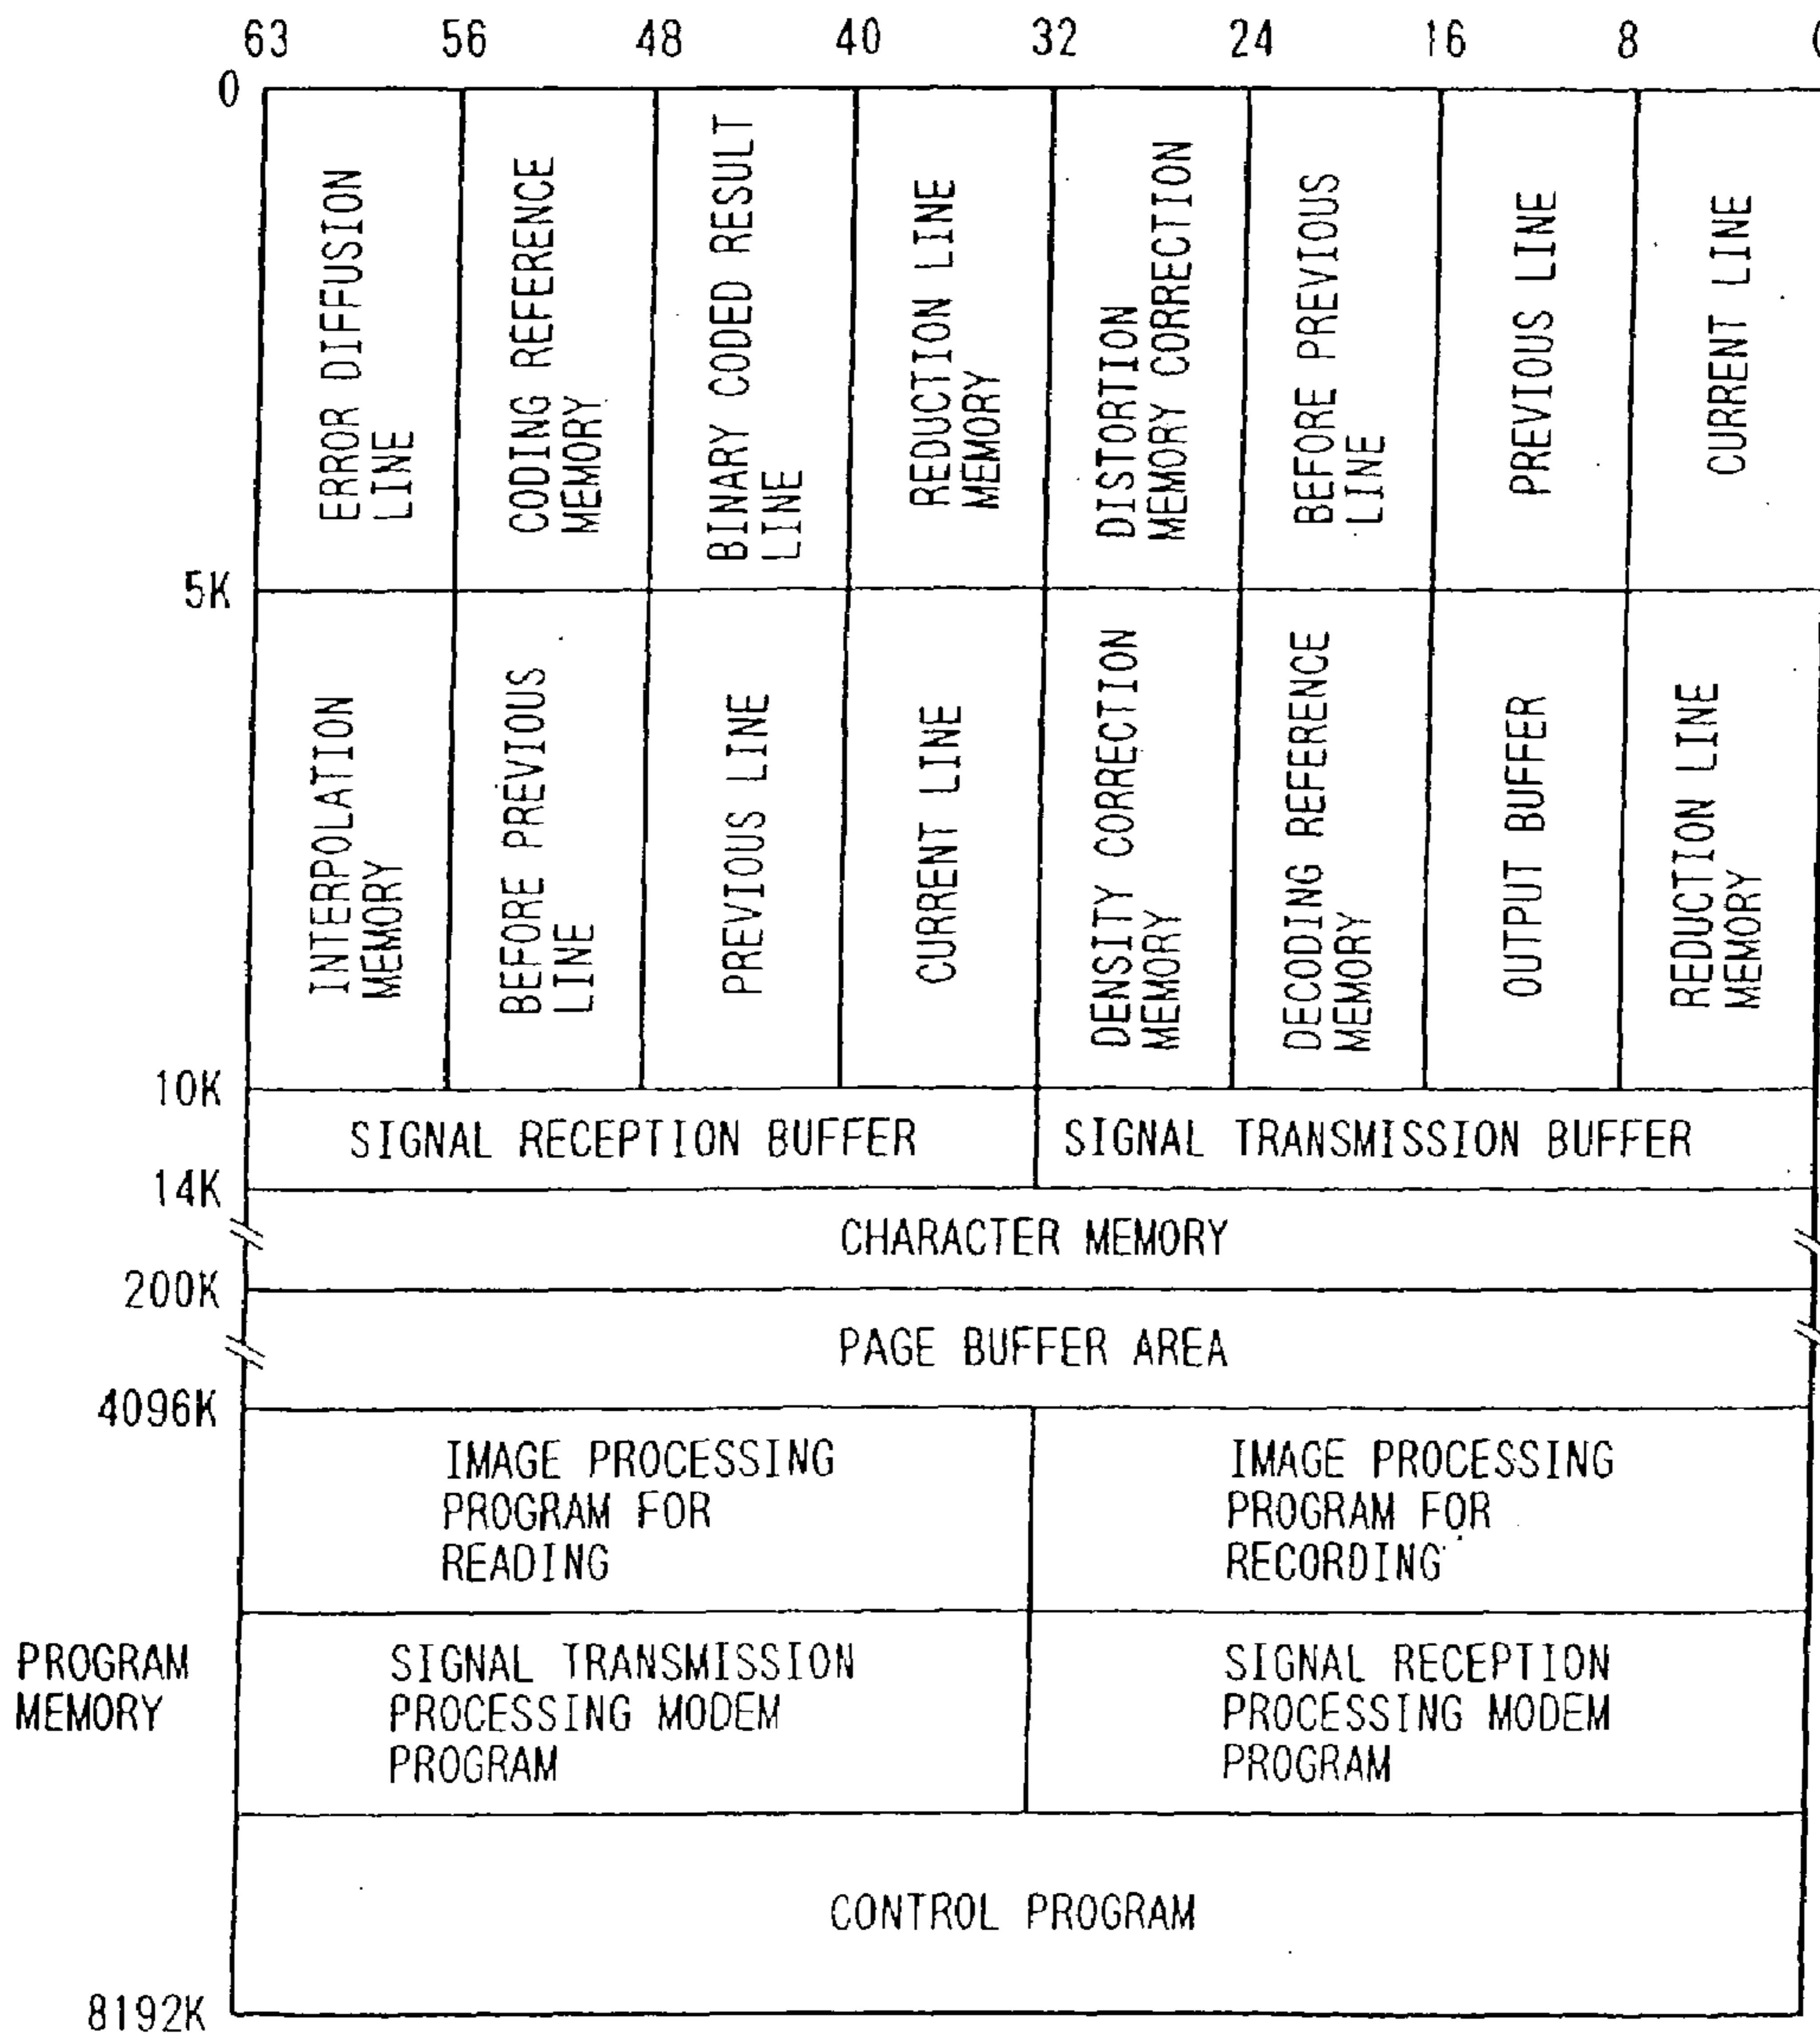 63 56 48 40 32 24 16 8
0
ERROR DIFFUSION
LINE
CODING REFERENCE
MEMORY
BINARY CODED RESULT
LINE
REDUCTION LINE
MEMORY
DISTORTION
MEMORY CORRECTION
BEFORE PREVIOUS
LINE
PREVIOUS LINE
CURRENT LINE
5K
INTERPOLATION
MEMORY
BEFORE PREVIOUS
LINE
PREVIOUS LINE
CURRENT LINE
DENSITY CORRECTION
MEMORY
DECODING REFERENCE
MEMORY
OUTPUT BUFFER
REDUCTION LINE
MEMORY
10K
SIGNAL RECEPTION BUFFER
SIGNAL TRANSMISSION BUFFER
14K
CHARACTER MEMORY
200K
PAGE BUFFER AREA
4096K
IMAGE PROCESSING
PROGRAM FOR
READING
IMAGE PROCESSING
PROGRAM FOR
RECORDING
PROGRAM
MEMORY
SIGNAL TRANSMISSION
PROCESSING MODEM
PROGRAM
SIGNAL RECEPTION
PROCESSING MODEM
PROGRAM
CONTROL PROGRAM
8192K